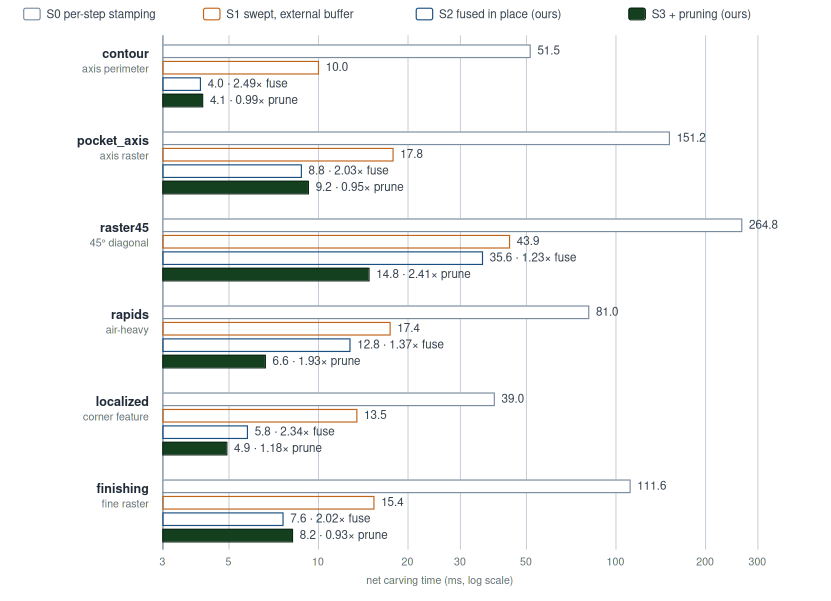 S0 per-step stamping
S1 swept, external buffer
S2 fused in place (ours)
S3 + pruning (ours)
contour
axis perimeter
51.5
10.0
4.0 · 2.49× fuse
4.1 · 0.99× prune
pocket_axis
axis raster
151.2
17.8
8.8 · 2.03× fuse
9.2 · 0.95× prune
raster45
45° diagonal
264.8
43.9
35.6 · 1.23× fuse
14.8 · 2.41× prune
rapids
air-heavy
81.0
17.4
12.8 · 1.37× fuse
6.6 · 1.93× prune
localized
corner feature
39.0
13.5
5.8 · 2.34× fuse
4.9 · 1.18× prune
finishing
fine raster
111.6
15.4
7.6 · 2.02× fuse
8.2 · 0.93× prune
3 5 10 20 30 50 100 200 300
net carving time (ms, log scale)